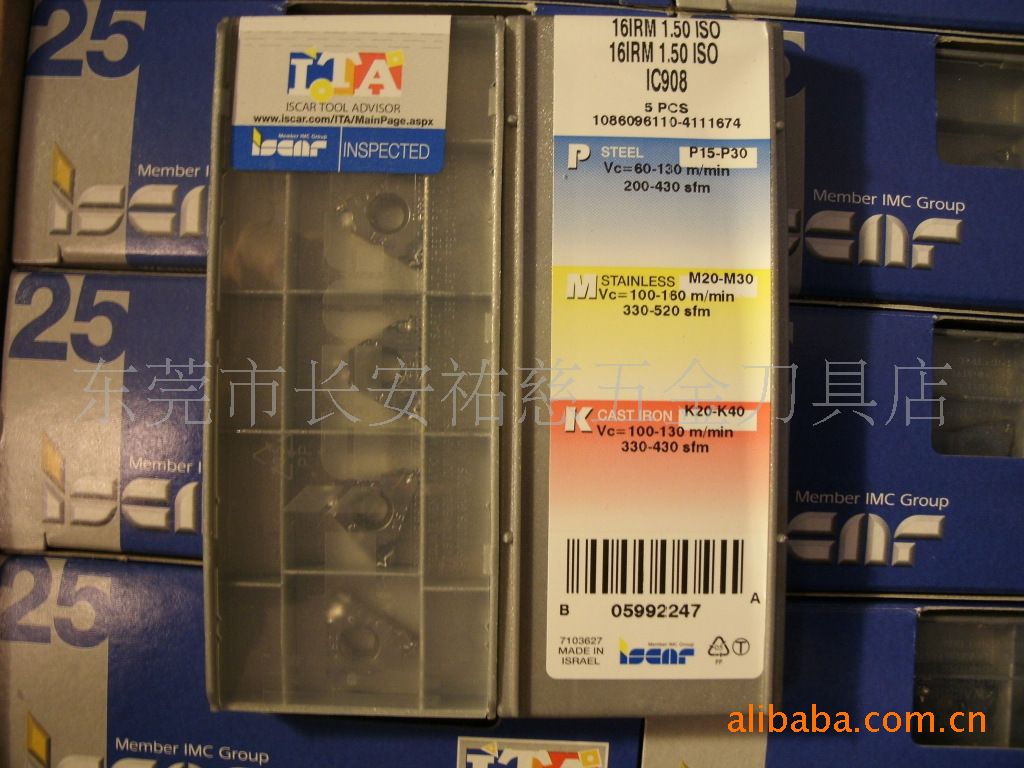 25
Member IMC Group
iscar
25
Member IMC Group
iscar
25
Member IMC Group
ITA
ISCAR TOOL ADVISOR
www.iscar.com/ITA/MainPage.aspx
Member IMC Group
iscar INSPECTED
16IRM 1.50 ISO
16IRM 1.50 ISO
IC908
5 PCS
1086096110-4111674
P STEEL P15-P30
Vc=60-130 m/min
200-430 sfm
M STAINLESS M20-M30
Vc=100-160 m/min
330-520 sfm
K CAST IRON K20-K40
Vc=100-130 m/min
330-430 sfm
B 05992247 A
7103627
MADE IN
ISRAEL
Member IMC Group
iscar
PP
Member IMC Group
iscar
Member IMC Group
iscar
ITA
东莞市长安祐慈五金刀具店
alibaba.com.cn